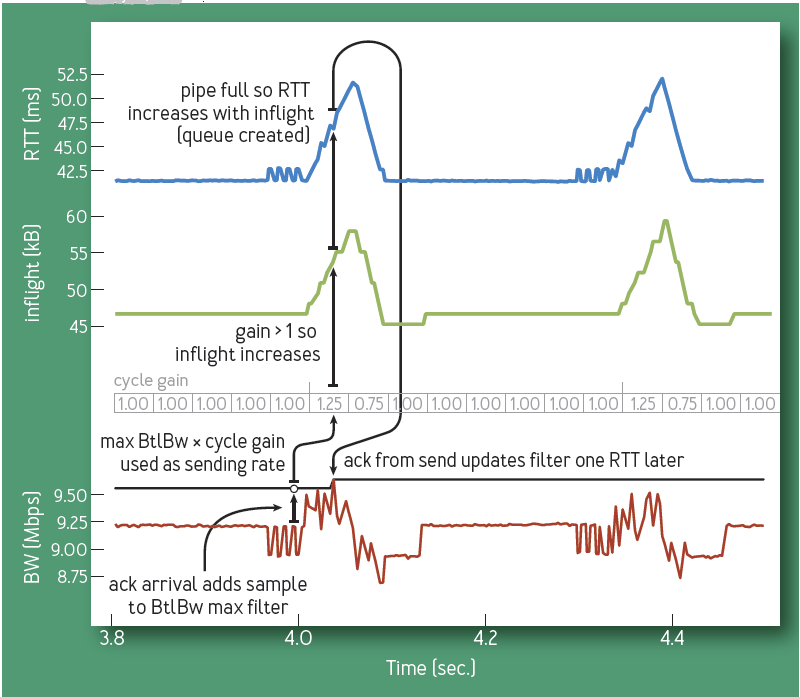 52.5
50.0
47.5
45.0
42.5
RTT (ms)
pipe full so RTT
increases with inflight
(queue created)
60
55
50
45
inflight (kB)
gain > 1 so
inflight increases
cycle gain
1.00 1.00 1.00 1.00 1.00 1.25 0.75 1.00 1.00 1.00 1.00 1.00 1.00 1.25 0.75 1.00 1.00
max BtlBw × cycle gain
used as sending rate
ack from send updates filter one RTT later
9.50
9.25
9.00
8.75
BW (Mbps)
ack arrival adds sample
to BtlBw max filter
3.8 4.0 4.2 4.4
Time (sec.)